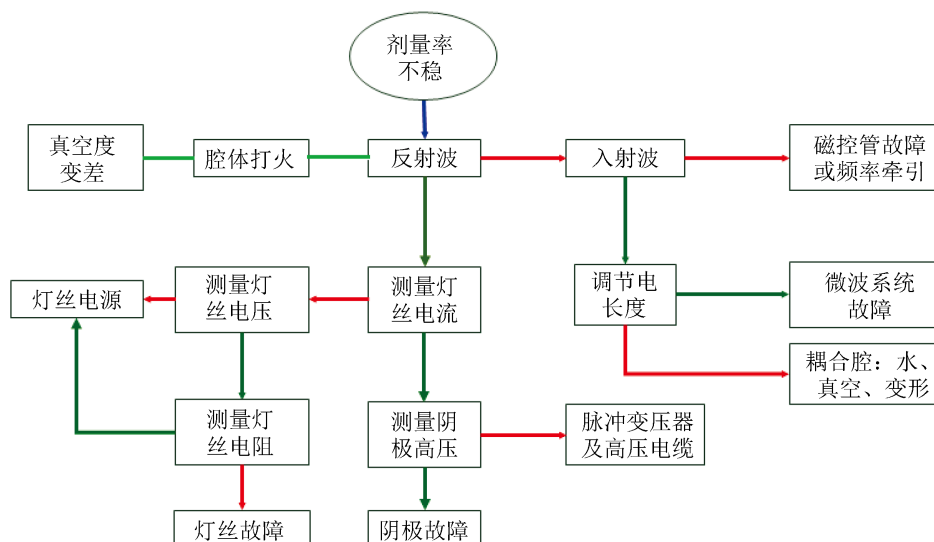 剂量率
不稳
真空度
变差
腔体打火
反射波
入射波
磁控管故障
或频率牵引
灯丝电源
测量灯
丝电压
测量灯
丝电流
调节电
长度
微波系统
故障
耦合腔：水、
真空、变形
测量灯
丝电阻
测量阴
极高压
脉冲变压器
及高压电缆
灯丝故障
阴极故障